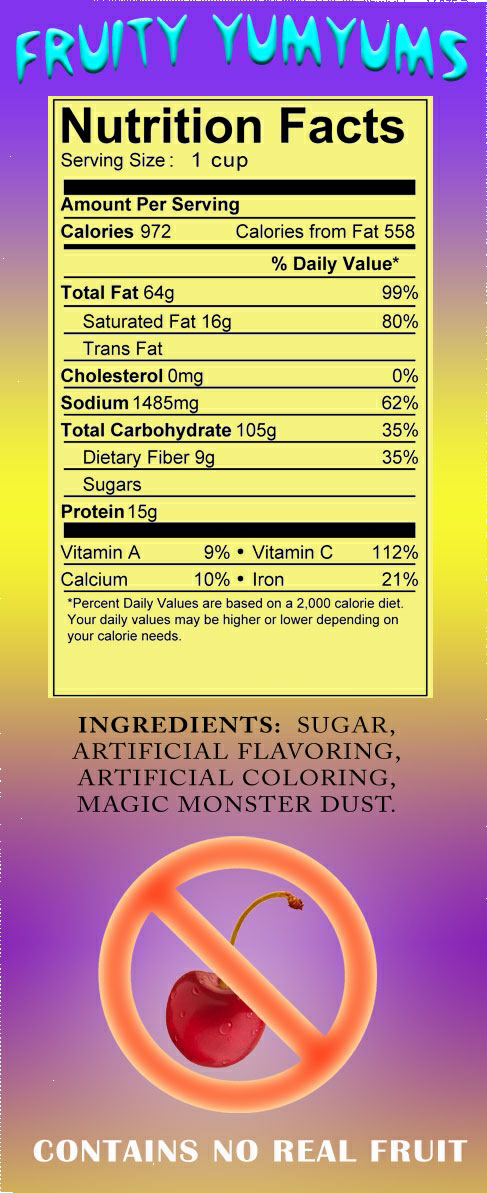 FRUITY YUMYUMS
Nutrition Facts
Serving Size: 1 cup
Amount Per Serving
Calories 972 Calories from Fat 558
% Daily Value*
Total Fat 64g 99%
Saturated Fat 16g 80%
Trans Fat
Cholesterol 0mg 0%
Sodium 1485mg 62%
Total Carbohydrate 105g 35%
Dietary Fiber 9g 35%
Sugars
Protein 15g
Vitamin A 9% • Vitamin C 112%
Calcium 10% • Iron 21%
*Percent Daily Values are based on a 2,000 calorie diet.
Your daily values may be higher or lower depending on
your calorie needs.
INGREDIENTS: SUGAR,
ARTIFICIAL FLAVORING,
ARTIFICIAL COLORING,
MAGIC MONSTER DUST.
CONTAINS NO REAL FRUIT